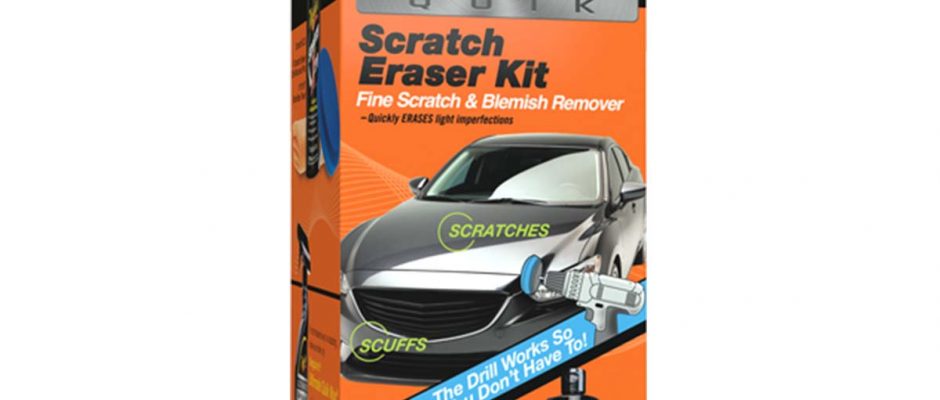 QUIK
Scratch
Eraser Kit
Fine Scratch & Blemish Remover
– Quickly ERASES light imperfections
SCRATCHES
SCUFFS
The Drill Works So
Don't Have To!